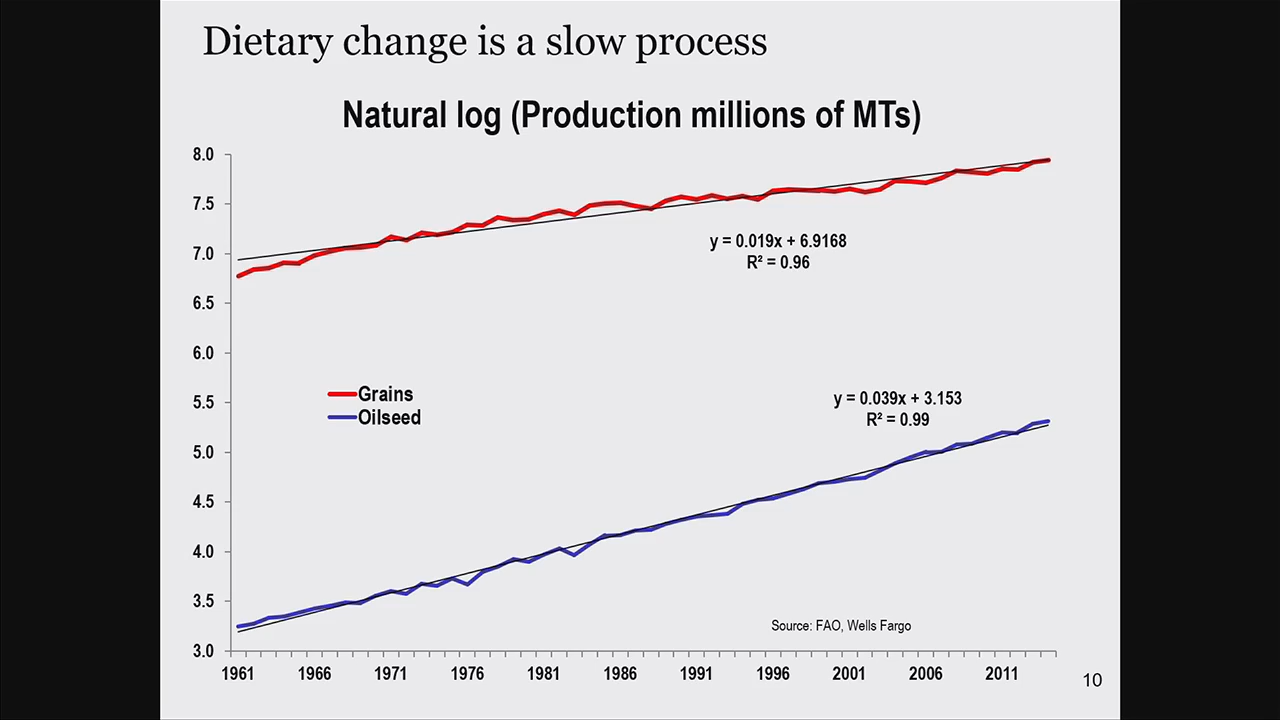 Dietary change is a slow process
Natural log (Production millions of MTs)
8.0
7.5
7.0
6.5
6.0
5.5
5.0
4.5
4.0
3.5
3.0
y = 0.019x + 6.9168
R² = 0.96
Grains
Oilseed
y = 0.039x + 3.153
R² = 0.99
Source: FAO, Wells Fargo
1961 1966 1971 1976 1981 1986 1991 1996 2001 2006 2011
10